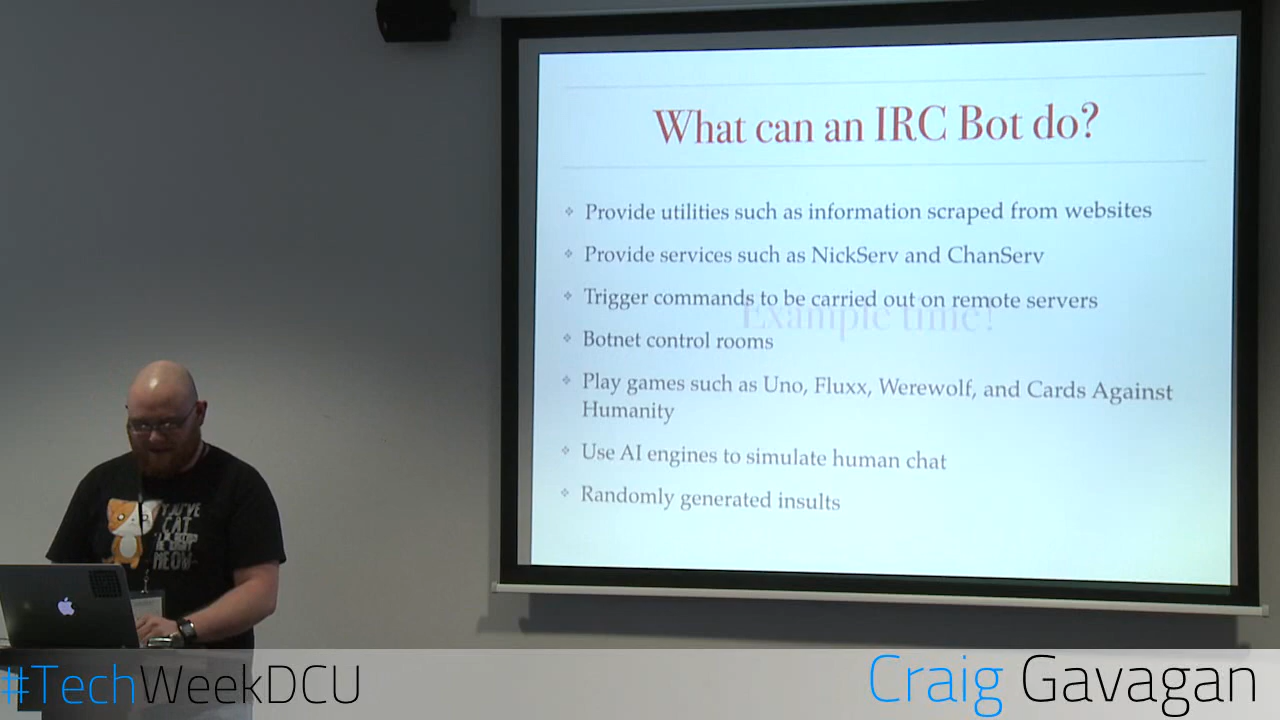 What can an IRC Bot do?
Provide utilities such as information scraped from websites
Provide services such as NickServ and ChanServ
Trigger commands to be carried out on remote servers
Example time!
Botnet control rooms
Play games such as Uno, Fluxx, Werewolf, and Cards Against
Humanity
Use AI engines to simulate human chat
Randomly generated insults
CAT
MEOW
#TechWeekDCU
Craig Gavagan